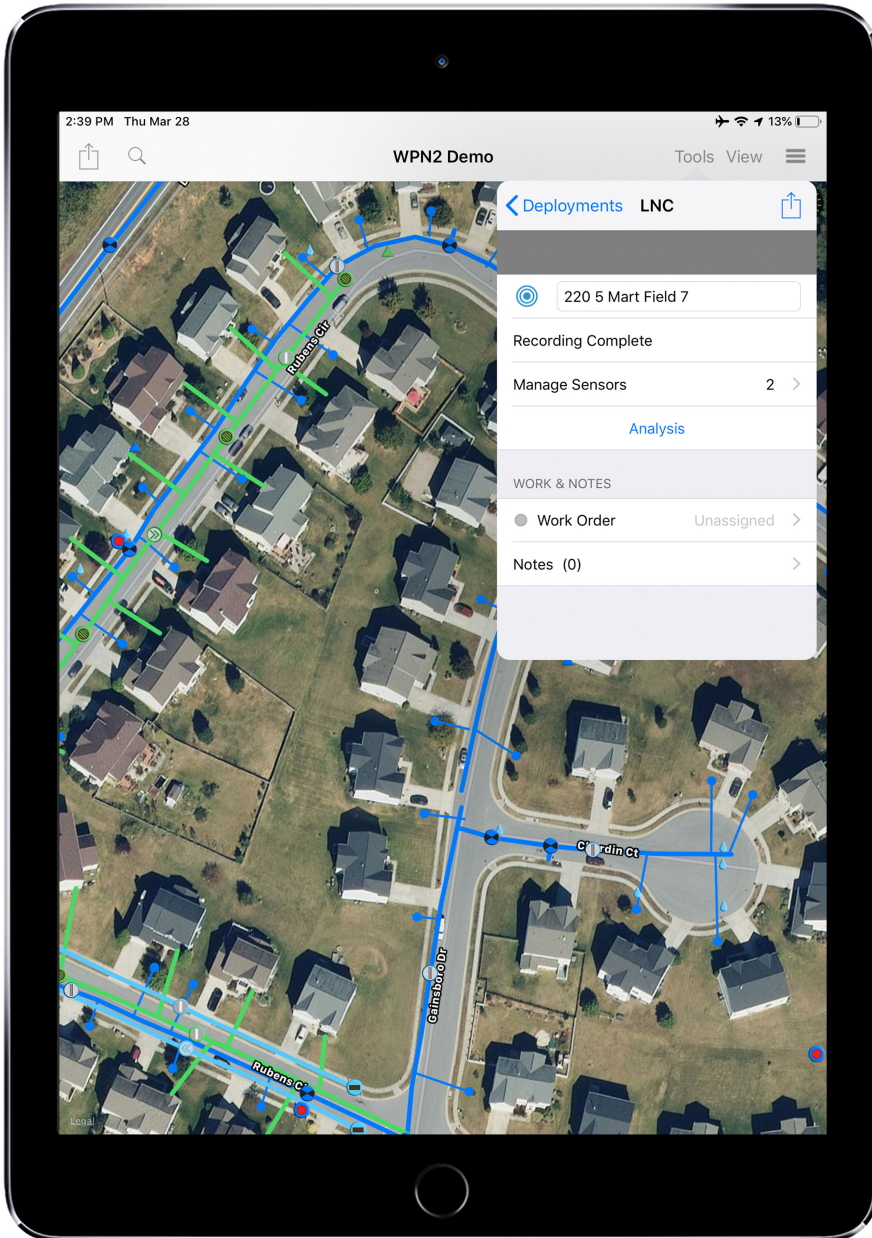 2:39 PM Thu Mar 28
13%
WPN2 Demo
Tools View
Deployments LNC
220 5 Mart Field 7
Recording Complete
Manage Sensors 2
Analysis
WORK & NOTES
Work Order Unassigned
Notes (0)
Rubens Cir
Gainsboro Dr
Rubens
Legal